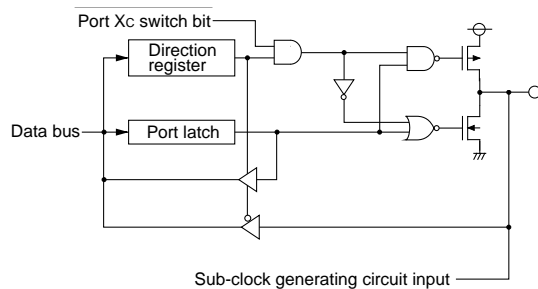 Port XC switch bit
Direction
register
Data bus
Port latch
Sub-clock generating circuit input